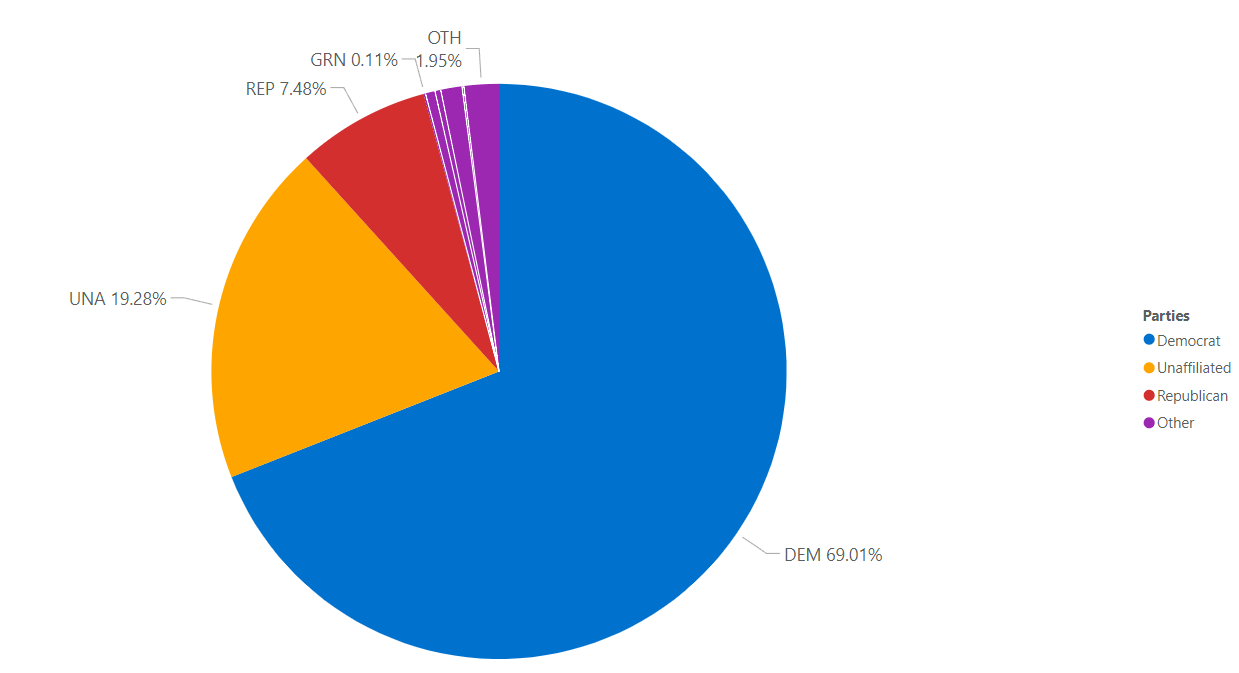 OTH
1.95%
GRN 0.11%
REP 7.48%
UNA 19.28%
DEM 69.01%
Parties
Democrat
Unaffiliated
Republican
Other